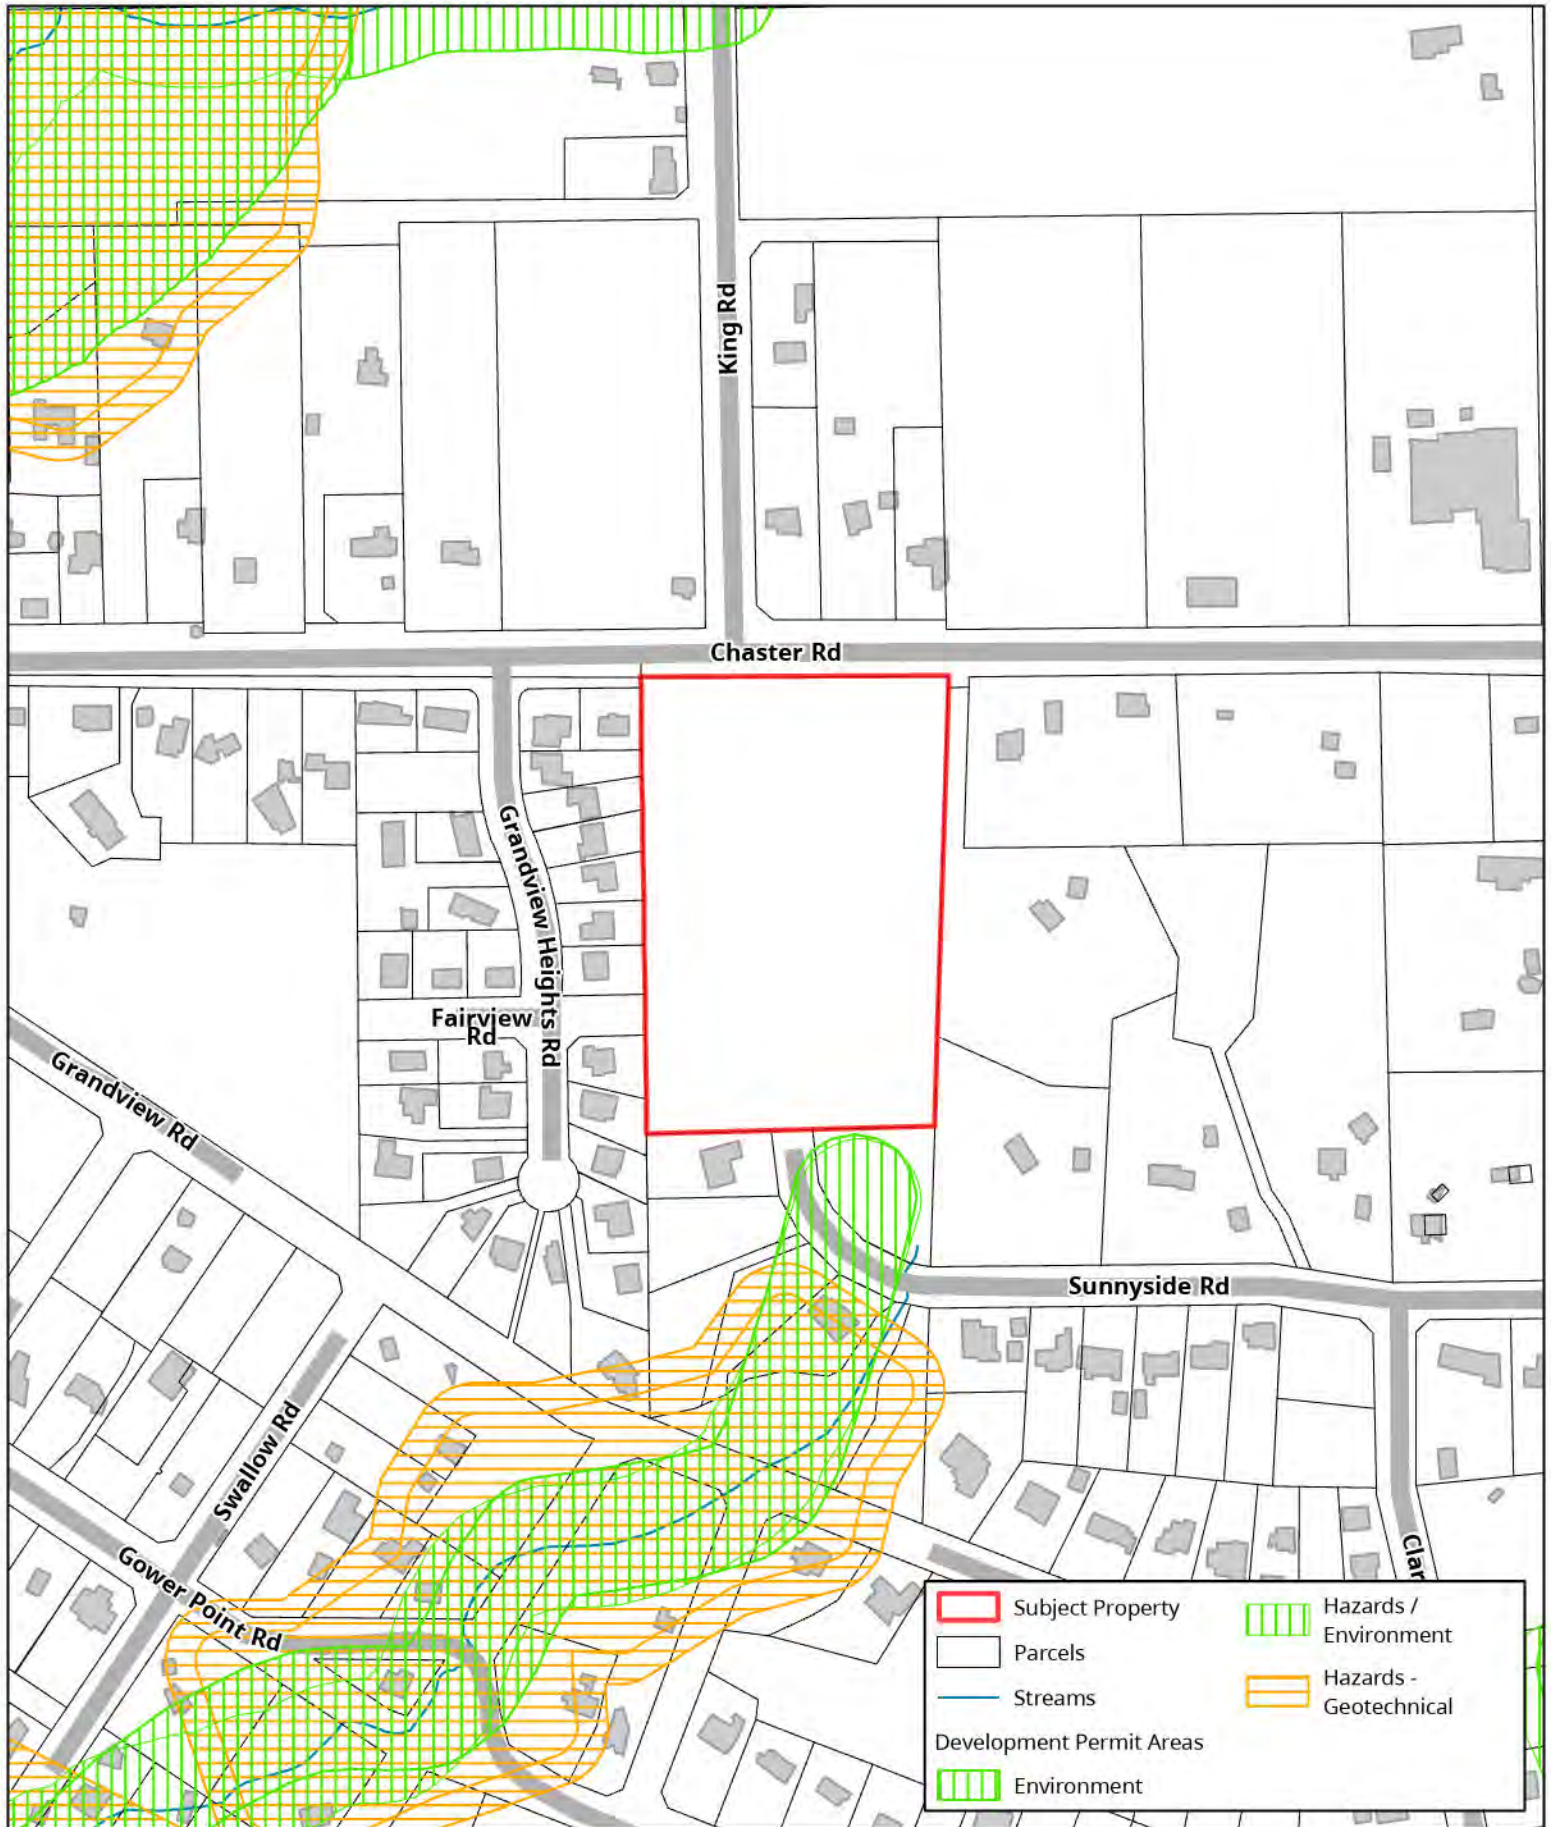 King Rd
Chaster Rd
Grandview Heights Rd
Fairview
Rd
Grandview Rd
Sunnyside Rd
Swallow Rd
Gower Point Rd
Clar
Subject Property
Parcels
Streams
Development Permit Areas
Environment
Hazards /
Environment
Hazards -
Geotechnical